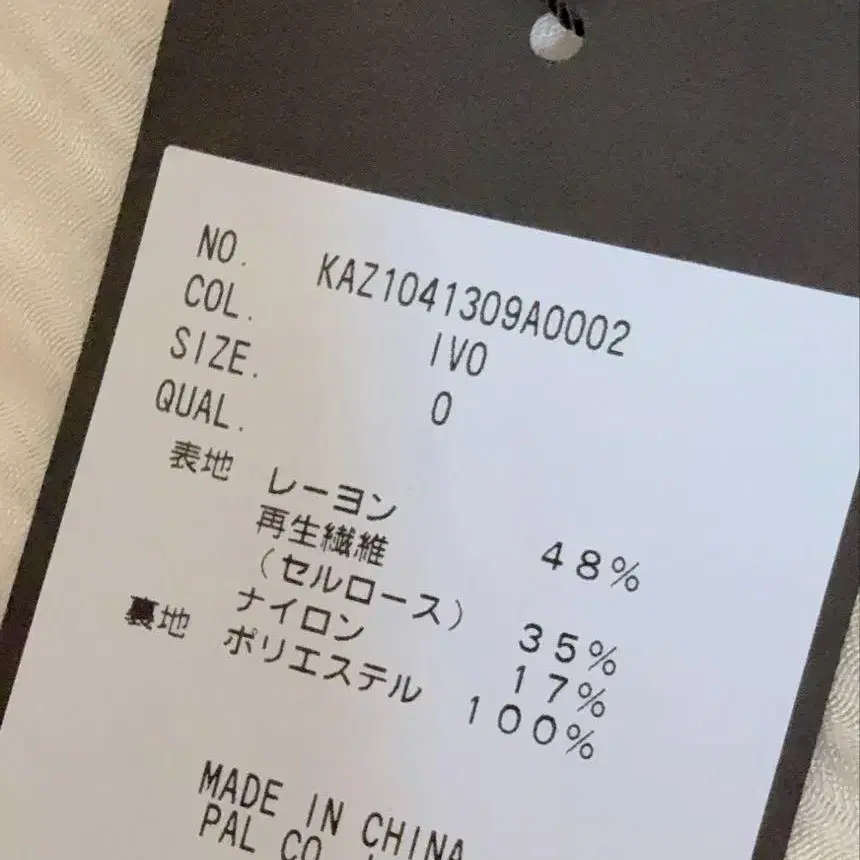 NO. KAZ1041309A0002
COL. IVO
SIZE. 0
QUAL.
表地 レーヨン 48%
再生繊維
(セルロース) 35%
ナイロン 17%
裏地 ポリエステル 100%
MADE IN CHINA
PAL CO.